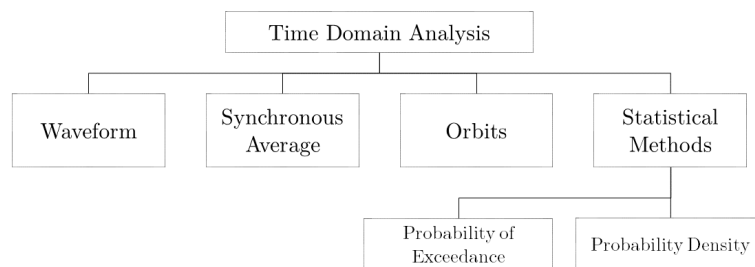 Time Domain Analysis
Waveform
Synchronous
Average
Orbits
Statistical
Methods
Probability of
Exceedance
Probability Density